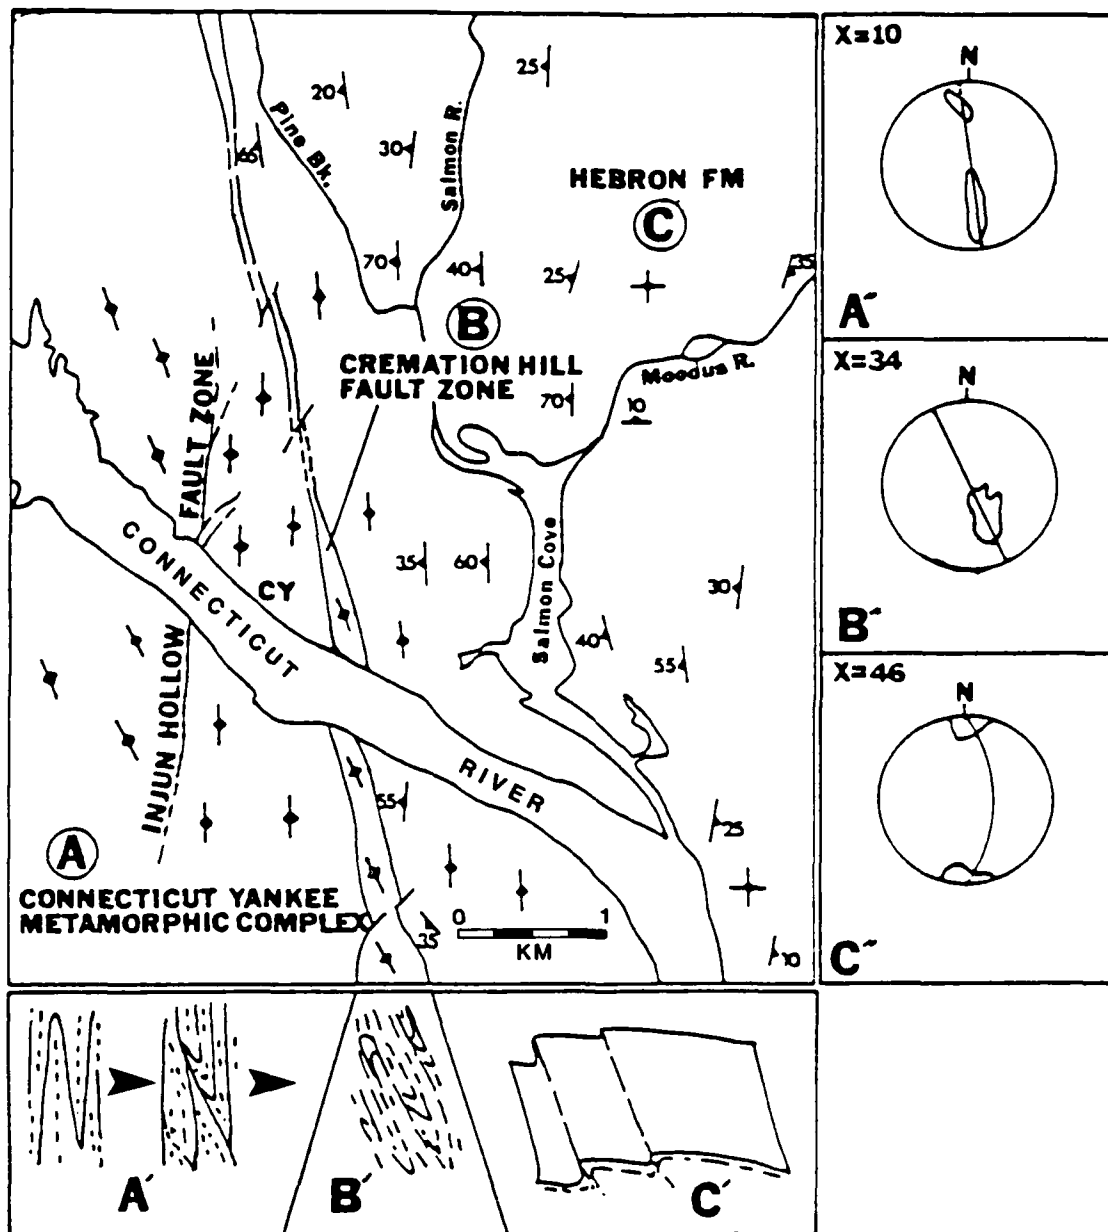 25
20
Pine Bk.
Salmon R.
30
65
HEBRON FM
C
70
40
25
35
B
CREMATION HILL
FAULT ZONE
Moodus R.
70
10
FAULT ZONE
CONNECTICUT
RIVER
CY
35
60
Salmon Cove
30
40
55
INJUN HOLLOW
55
25
A
CONNECTICUT YANKEE
METAMORPHIC COMPLEX
35
0 1
KM
10
X=10
N
A"
X=34
N
B"
X=46
N
C"
A'
B'
C'